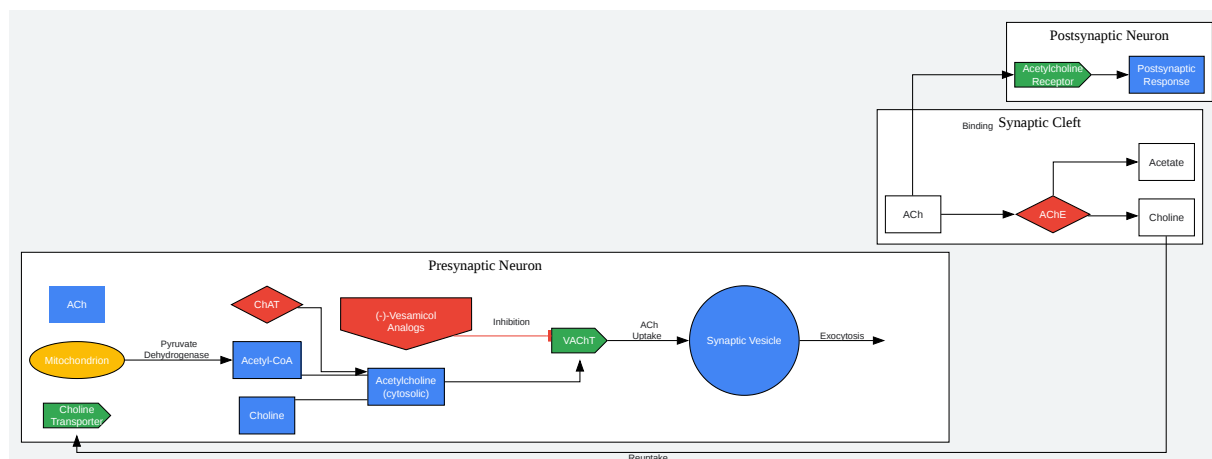 Postsynaptic Neuron
Acetylcholine
Receptor
Postsynaptic
Response
Binding
Synaptic Cleft
Acetate
ACh
AChE
Choline
Presynaptic Neuron
ACh
ChAT
(-)-Vesamicol
Analogs
Inhibition
VAChT
ACh
Uptake
Synaptic Vesicle
Exocytosis
Mitochondrion
Pyruvate
Dehydrogenase
Acetyl-CoA
Acetylcholine
(cytosolic)
Choline
Transporter
Choline
Reuptake